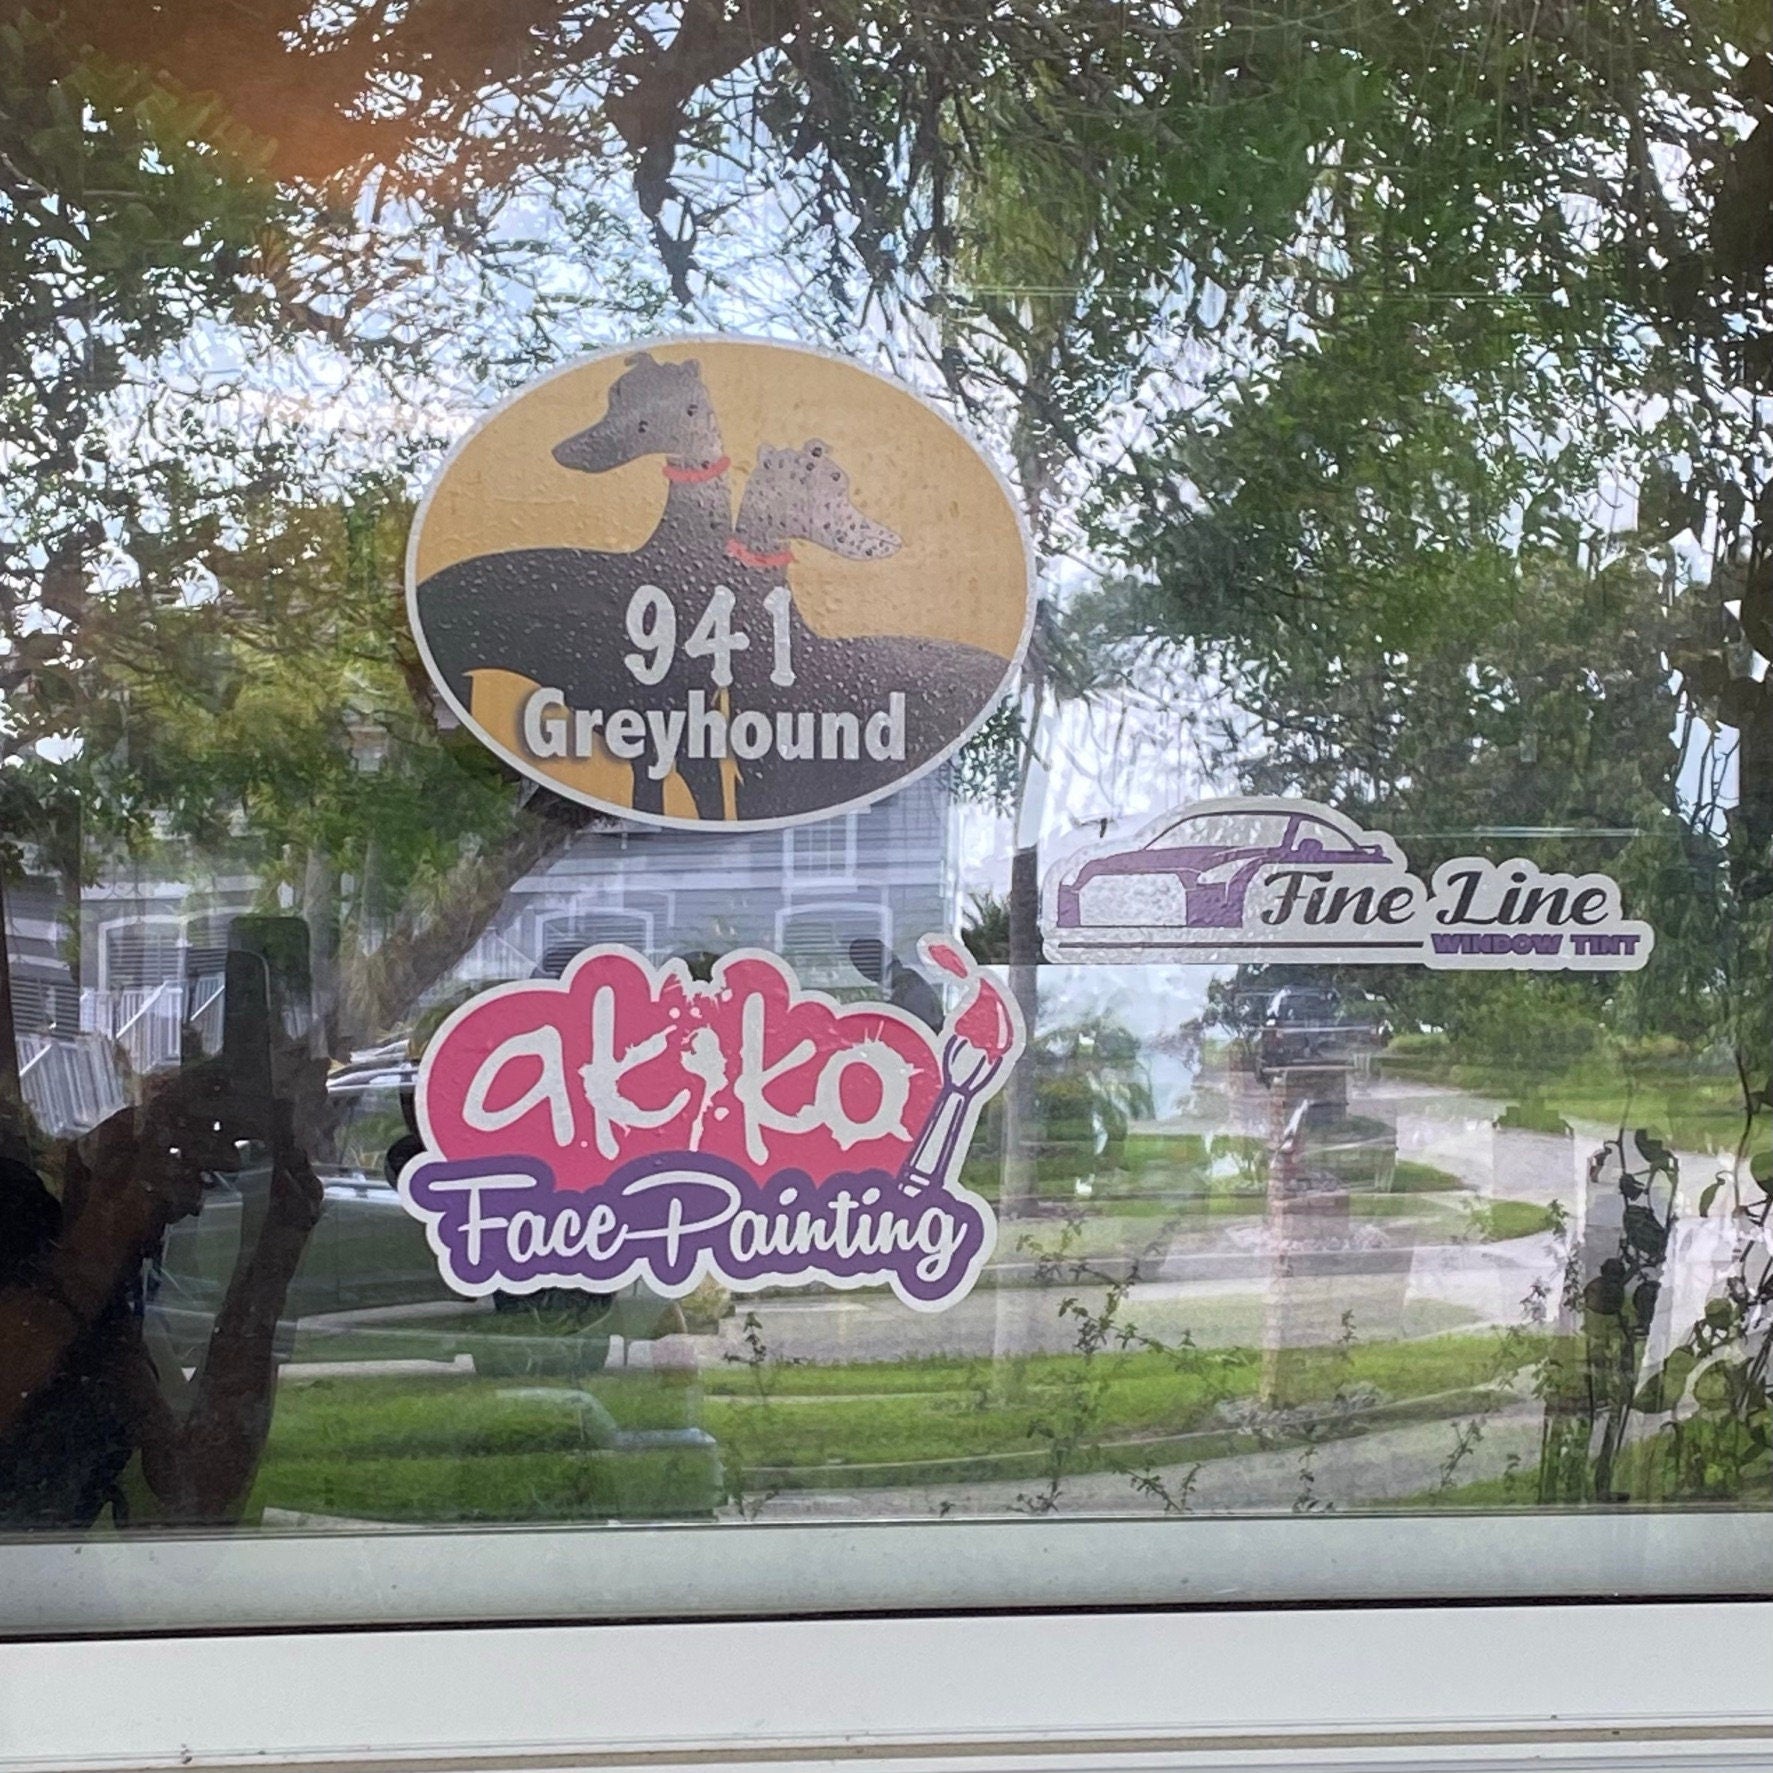 941
Greyhound
Fine Line
WINDOW TINT
akiko
Face Painting